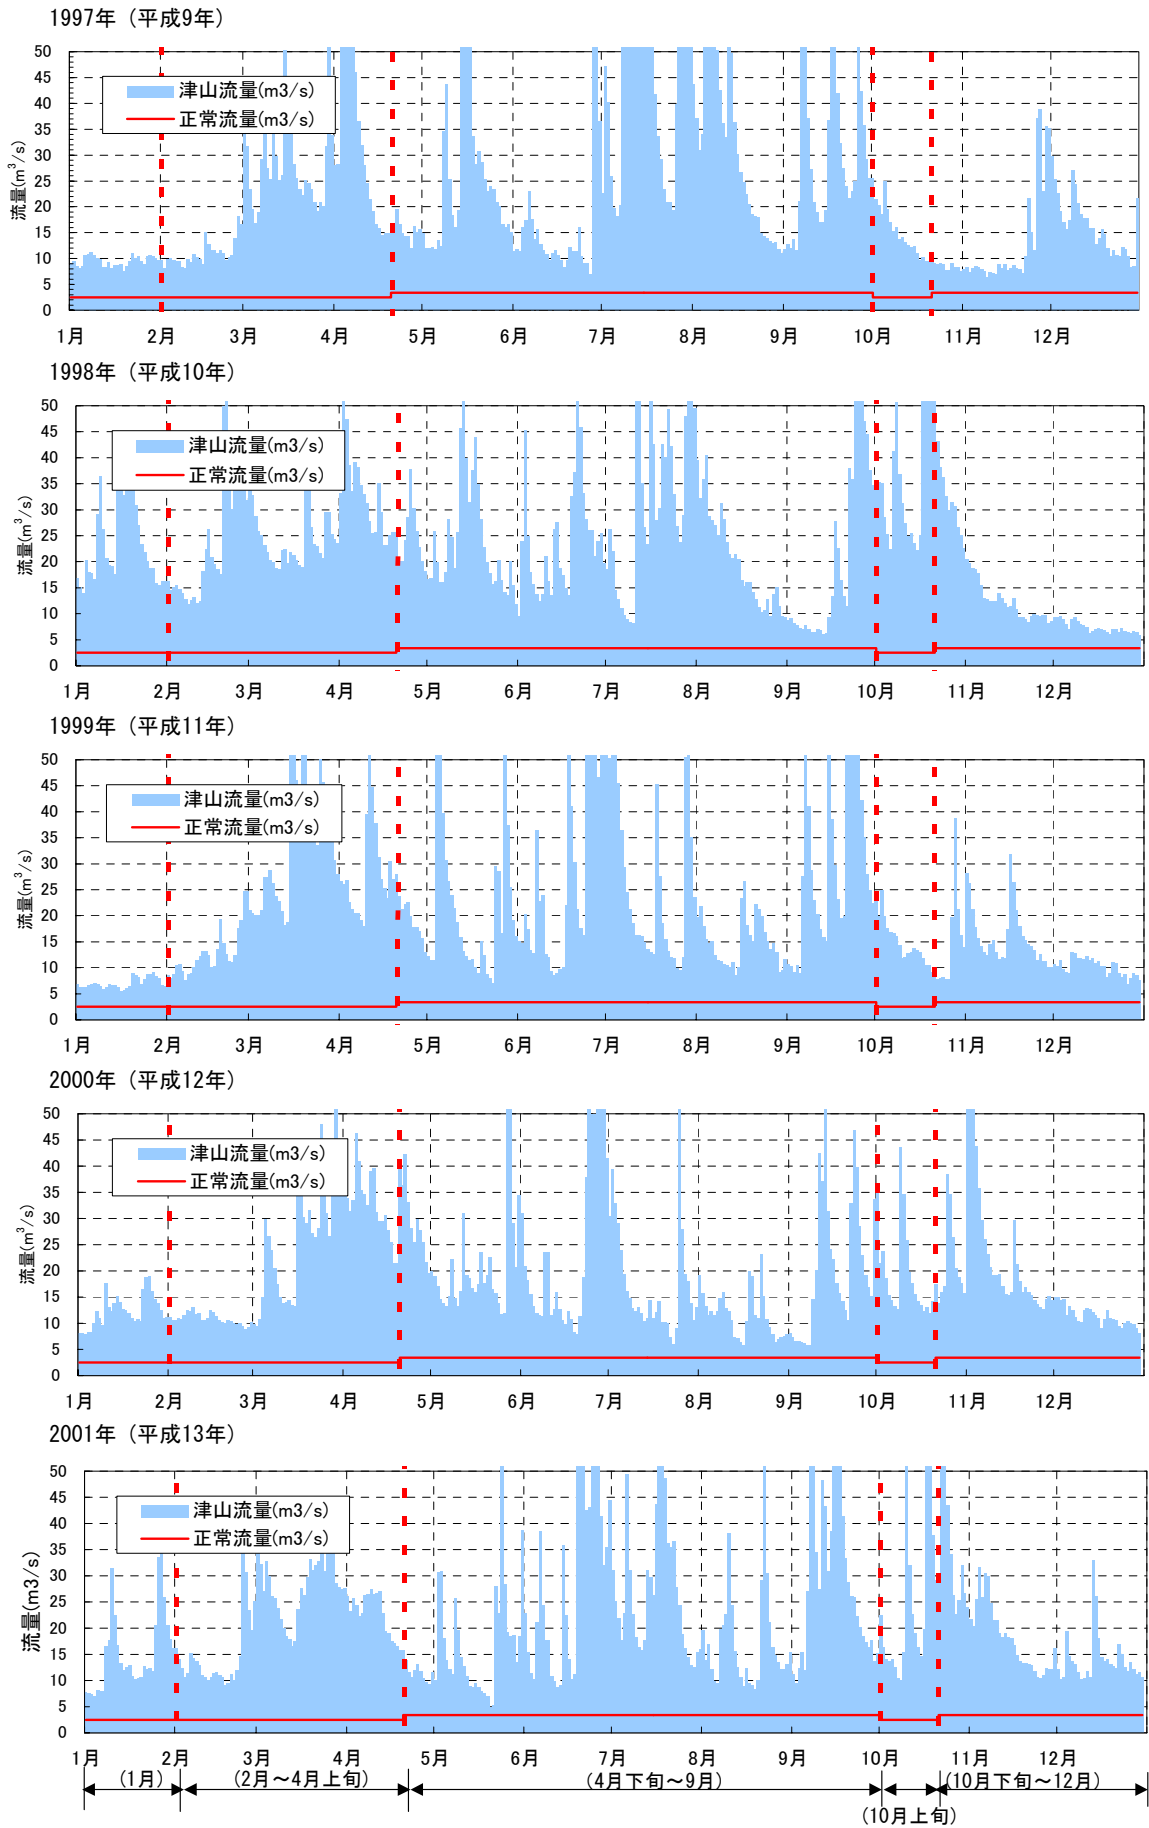 1997年（平成9年）
50
45
40
35
30
25
20
15
10
5
0
流量(m³/s)
津山流量(m3/s)
正常流量(m3/s)
1月 2月 3月 4月 5月 6月 7月 8月 9月 10月 11月 12月
1998年（平成10年）
50
45
40
35
30
25
20
15
10
5
0
流量(m³/s)
津山流量(m3/s)
正常流量(m3/s)
1月 2月 3月 4月 5月 6月 7月 8月 9月 10月 11月 12月
1999年（平成11年）
50
45
40
35
30
25
20
15
10
5
0
流量(m³/s)
津山流量(m3/s)
正常流量(m3/s)
1月 2月 3月 4月 5月 6月 7月 8月 9月 10月 11月 12月
2000年（平成12年）
50
45
40
35
30
25
20
15
10
5
0
流量(m³/s)
津山流量(m3/s)
正常流量(m3/s)
1月 2月 3月 4月 5月 6月 7月 8月 9月 10月 11月 12月
2001年（平成13年）
50
45
40
35
30
25
20
15
10
5
0
流量(m3/s)
津山流量(m3/s)
正常流量(m3/s)
1月 2月 3月 4月 5月 6月 7月 8月 9月 10月 11月 12月
(1月) (2月～4月上旬) (4月下旬～9月) (10月下旬～12月)
(10月上旬)